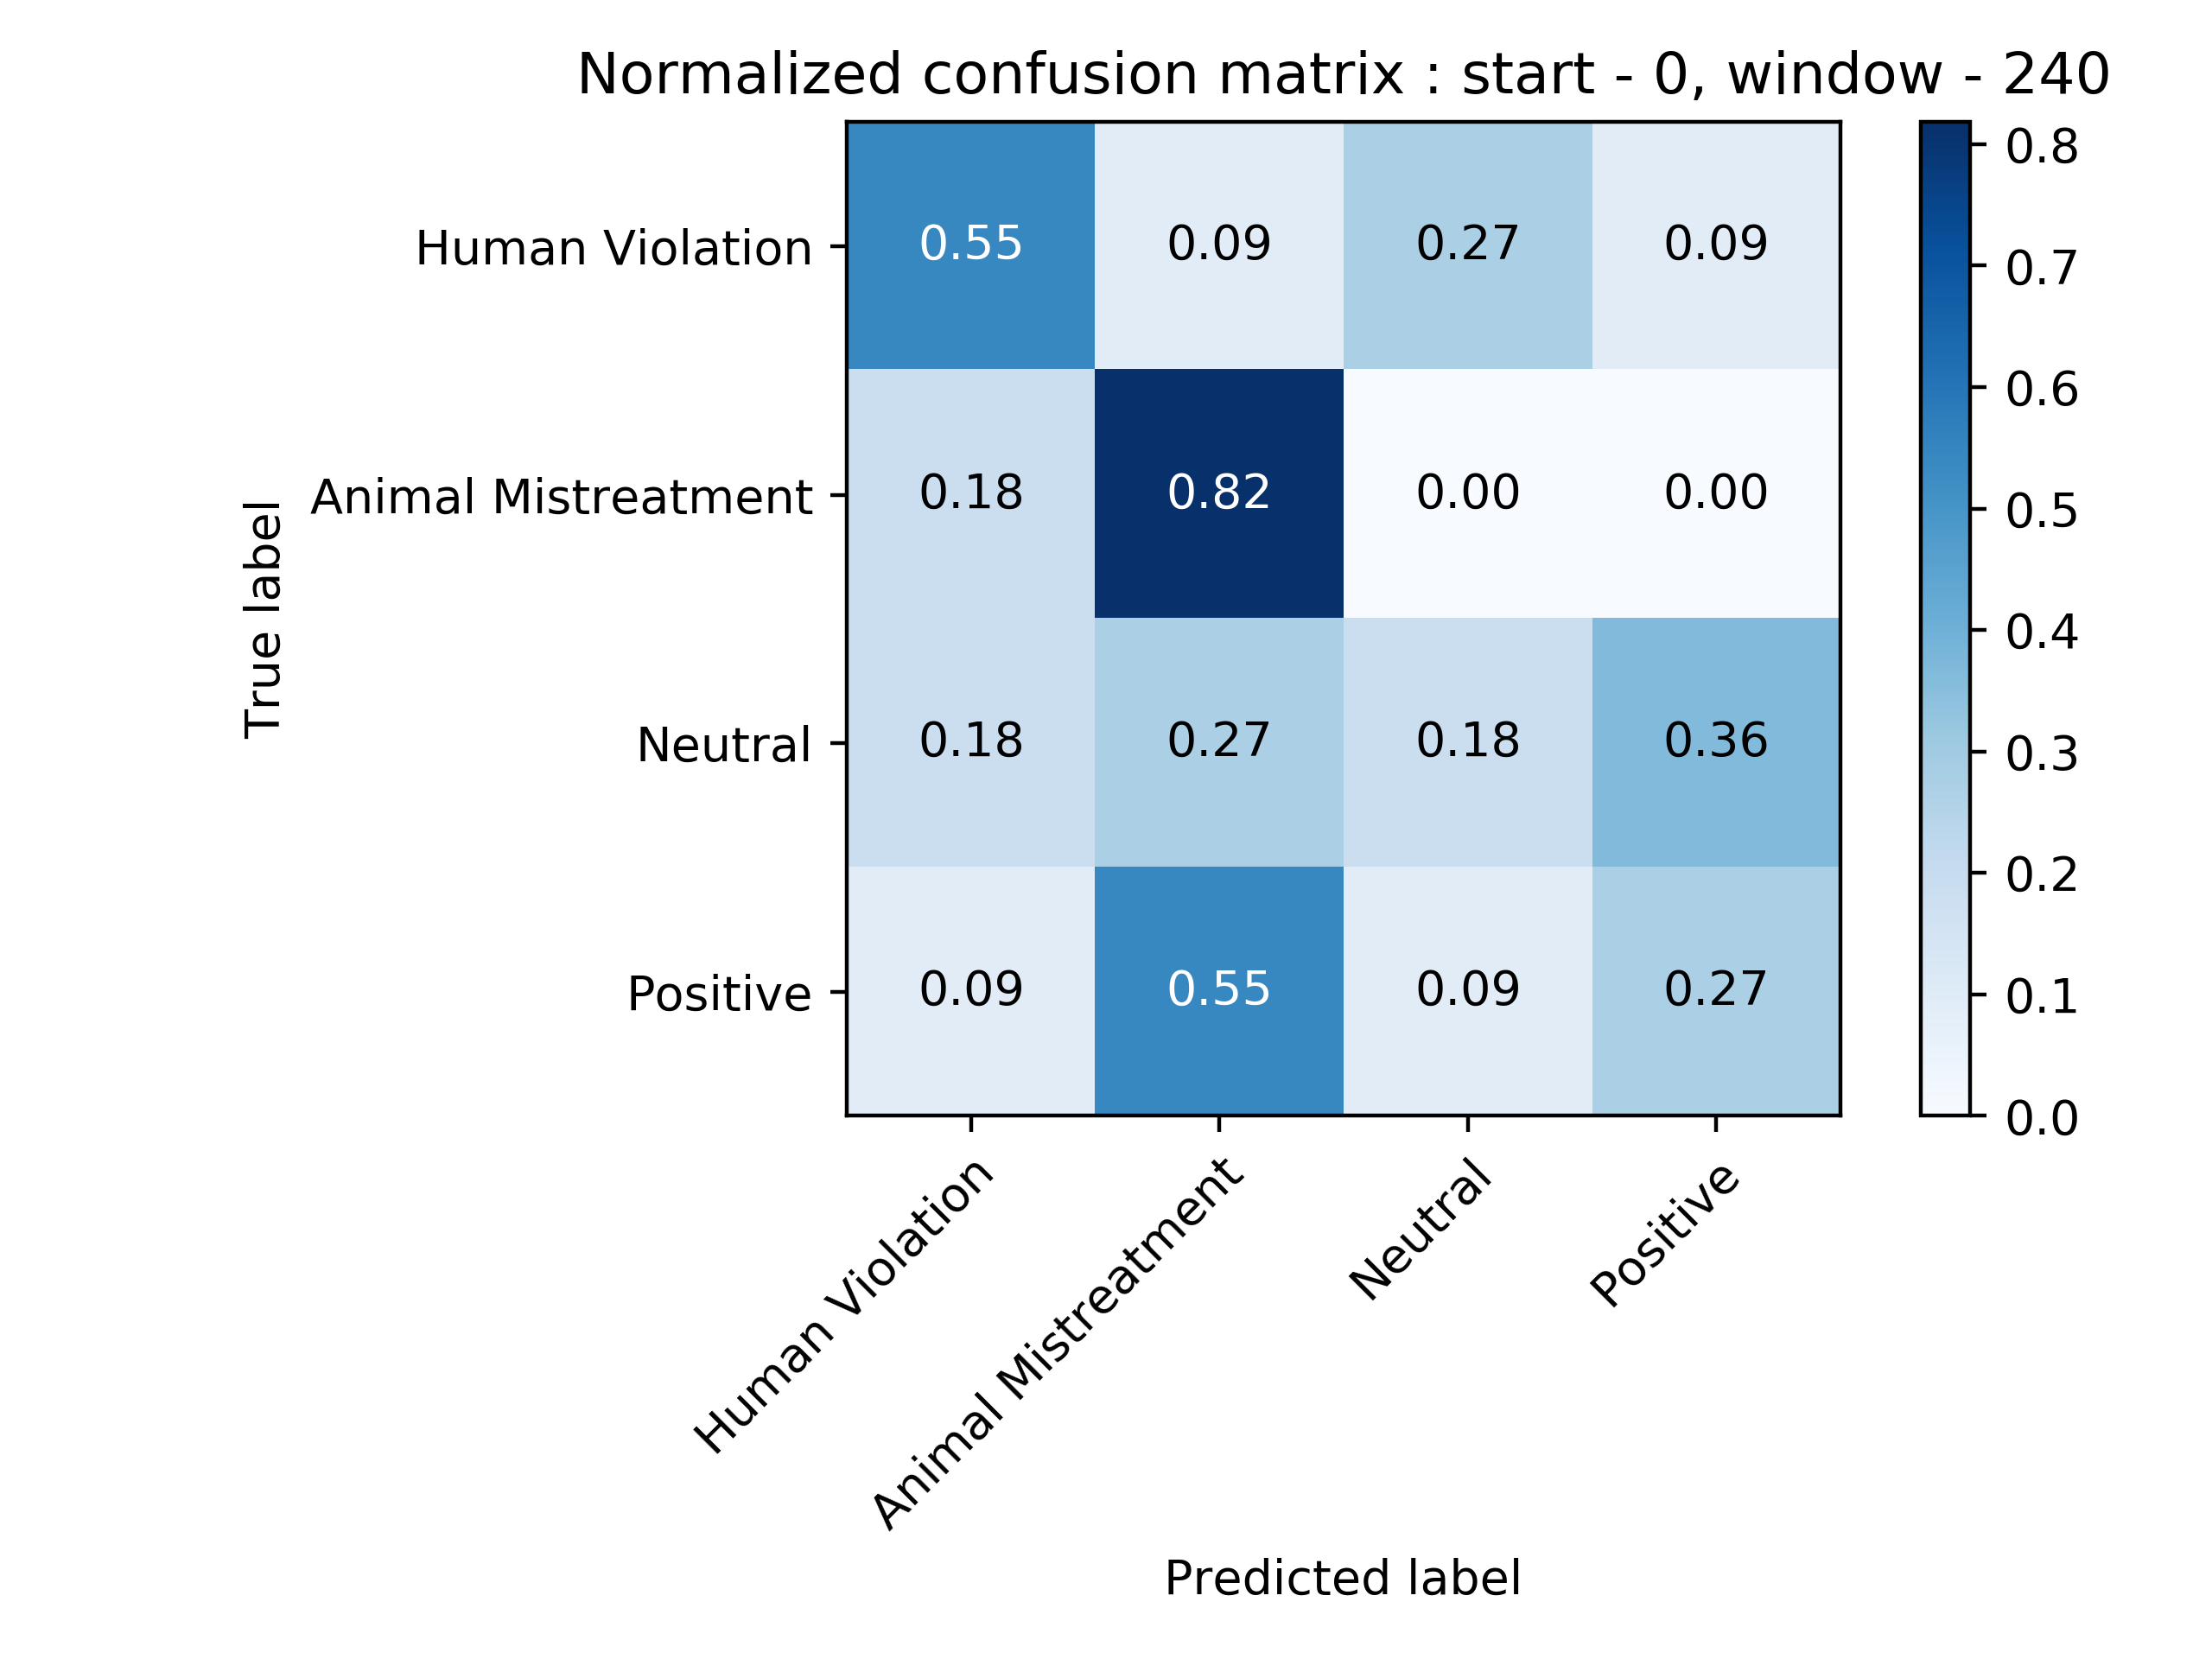 Normalized confusion matrix : start - 0, window - 240
True label
Human Violation
Animal Mistreatment
Neutral
Positive
0.55 0.09 0.27 0.09
0.18 0.82 0.00 0.00
0.18 0.27 0.18 0.36
0.09 0.55 0.09 0.27
0.8
0.7
0.6
0.5
0.4
0.3
0.2
0.1
0.0
Human Violation
Animal Mistreatment
Neutral
Positive
Predicted label